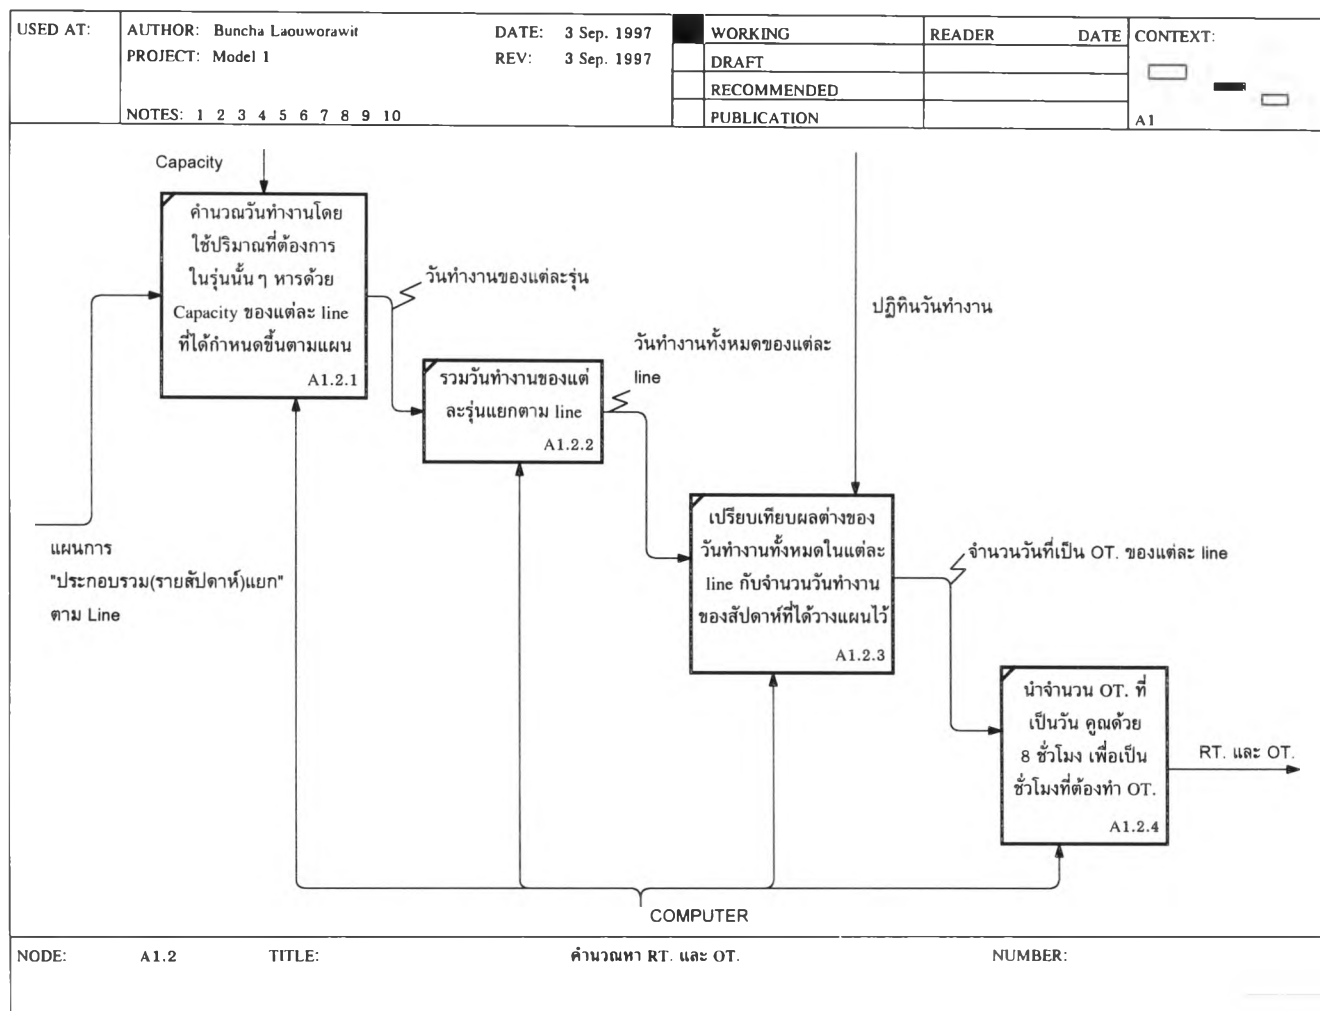 USED AT:
AUTHOR: Buncha Laouworawit
DATE: 3 Sep. 1997
PROJECT: Model 1
REV: 3 Sep. 1997
NOTES: 1 2 3 4 5 6 7 8 9 10
WORKING
DRAFT
RECOMMENDED
PUBLICATION
READER
DATE
CONTEXT:
A1
Capacity
คำนวณวันทำงานโดย
ใช้ปริมาณที่ต้องการ
ในรุ่นนั้น ๆ หารด้วย
Capacity ของแต่ละ line
ที่ได้กำหนดขึ้นตามแผน
A1.2.1
วันทำงานของแต่ละรุ่น
รวมวันทำงานของแต่
ละรุ่นแยกตาม line
A1.2.2
วันทำงานทั้งหมดของแต่ละ
line
ปฏิทินวันทำงาน
เปรียบเทียบผลต่างของ
วันทำงานทั้งหมดในแต่ละ
line กับจำนวนวันทำงาน
ของสัปดาห์ที่ได้วางแผนไว้
A1.2.3
จำนวนวันที่เป็น OT. ของแต่ละ line
แผนการ
"ประกอบรวม(รายสัปดาห์)แยก"
ตาม Line
นำจำนวน OT. ที่
เป็นวัน คูณด้วย
8 ชั่วโมง เพื่อเป็น
ชั่วโมงที่ต้องทำ OT.
A1.2.4
RT. และ OT.
COMPUTER
NODE:
A1.2
TITLE:
คำนวณหา RT. และ OT.
NUMBER: